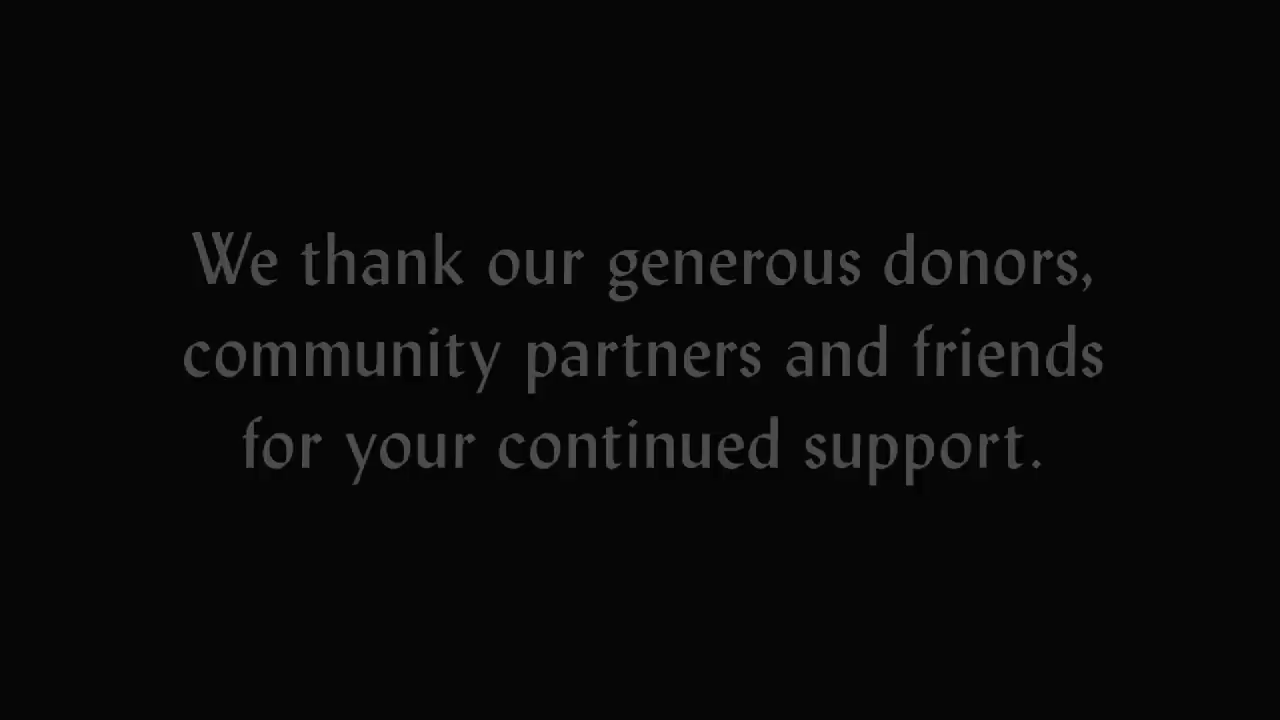 We thank our generous donors,
community partners and friends
for your continued support.